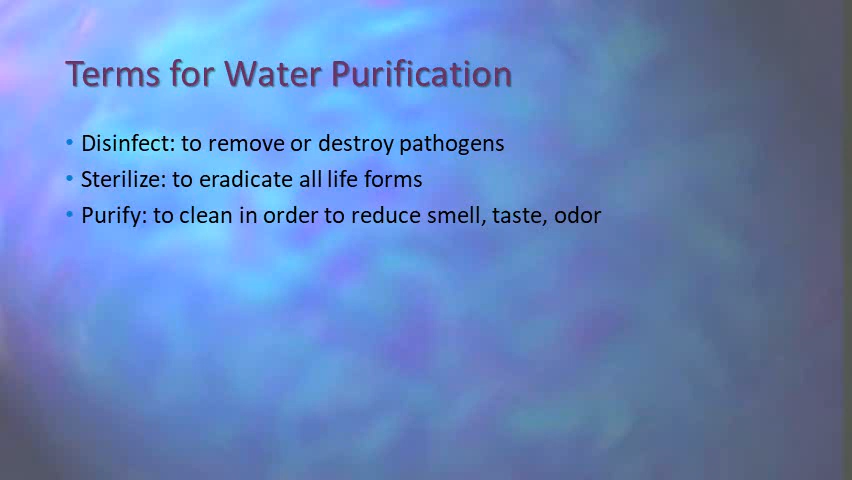 Terms for Water Purification
• Disinfect: to remove or destroy pathogens
• Sterilize: to eradicate all life forms
• Purify: to clean in order to reduce smell, taste, odor